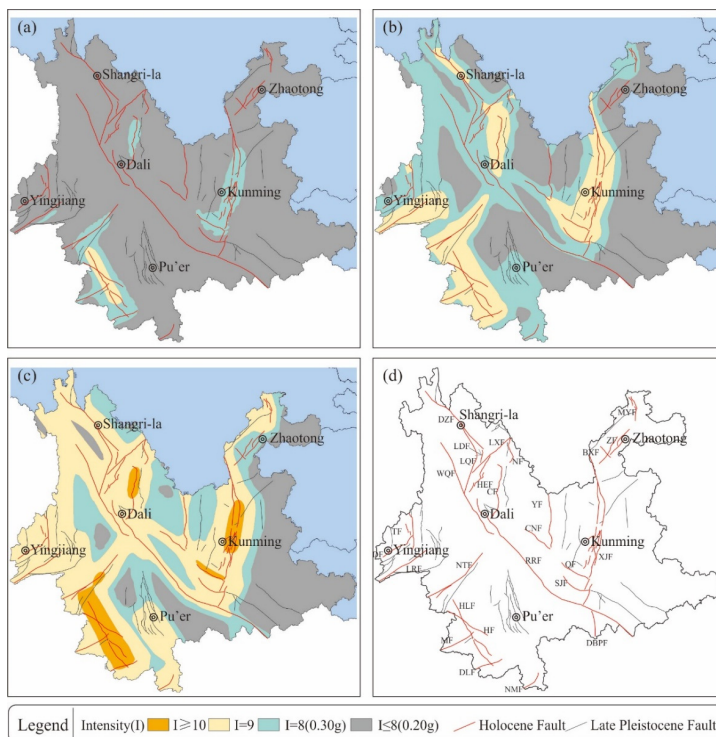 (a)
Shangri-la
Zhaotong
Dali
Yingjiang
Kunming
Pu'er
(b)
Shangri-la
Zhaotong
Dali
Yingjiang
Kunming
Pu'er
(c)
Shangri-la
Zhaotong
Dali
Yingjiang
Kunming
Pu'er
(d)
MYF
DZF
Shangri-la
ZF
Zhaotong
LDF
LXF
BXF
LQF
NF
WQF
HEF
CF
YF
Dali
TF
CNF
Kunming
Yingjiang
XJF
LRF
NTF
RRF
QF
SJF
HLF
Pu'er
MF
HF
DBPF
DLF
NMF
Legend Intensity(I) I≥10 I=9 I=8(0.30g) I≤8(0.20g) Holocene Fault Late Pleistocene Fault